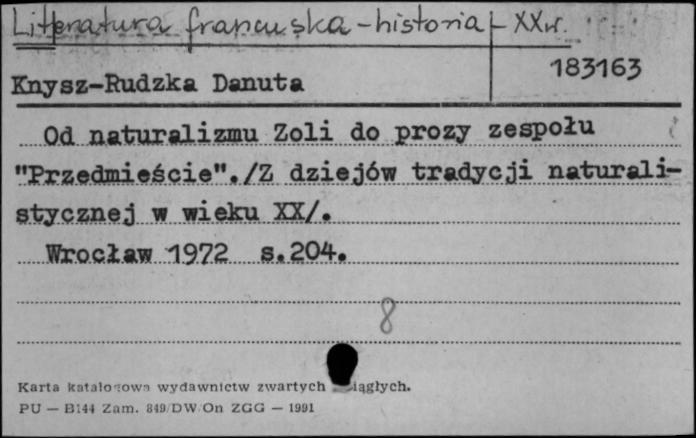 Literatura francuska - historia - XXw.
183163
Knysz-Rudzka Danuta
Od naturalizmu Zoli do prozy zespołu
"Przedmieście"./Z dziejów tradycji naturali-
stycznej w wieku XX/.
Wrocław 1972 s.204.
8
Karta katalogowa wydawnictw zwartych ciągłych.
PU — B144 Zam. 849/DW/On ZGG — 1991